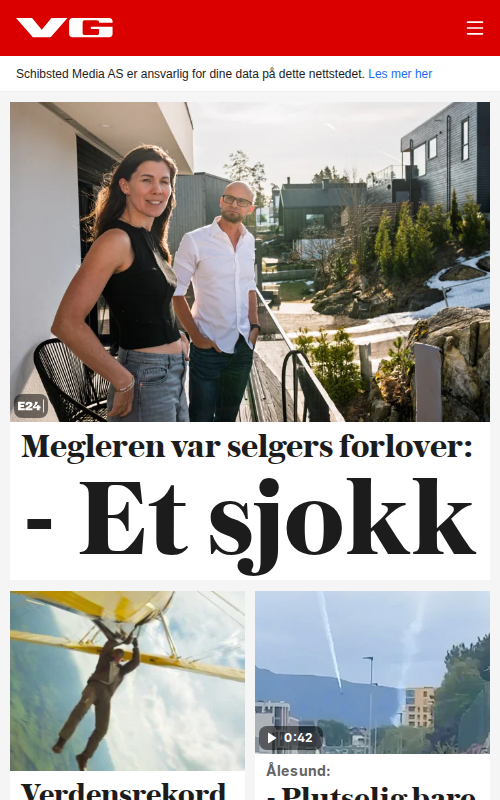 VG
Schibsted Media AS er ansvarlig for dine data på dette nettstedet. Les mer her
E24
Megleren var selgers forlover:
- Et sjokk
0:42
Ålesund:
Verdensrekord
- Plutselig bare